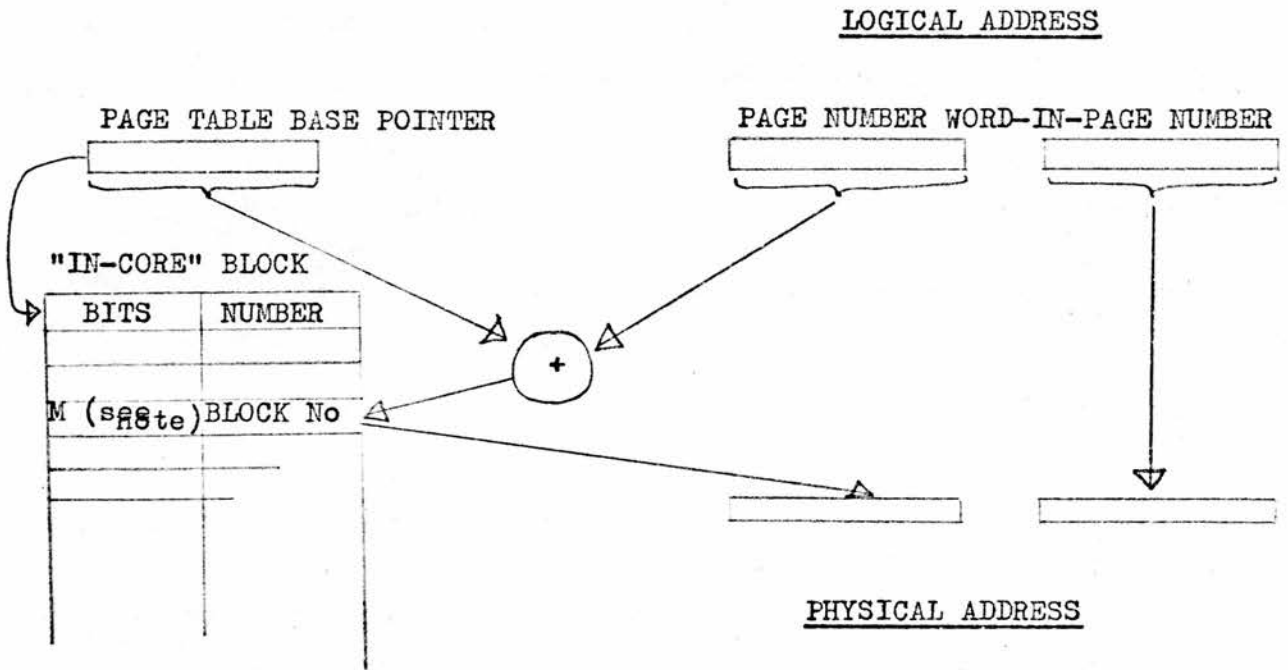 LOGICAL ADDRESS
PAGE TABLE BASE POINTER
PAGE NUMBER WORD-IN-PAGE NUMBER
"IN-CORE" BLOCK
BITS NUMBER
+
M (see note) BLOCK No
PHYSICAL ADDRESS